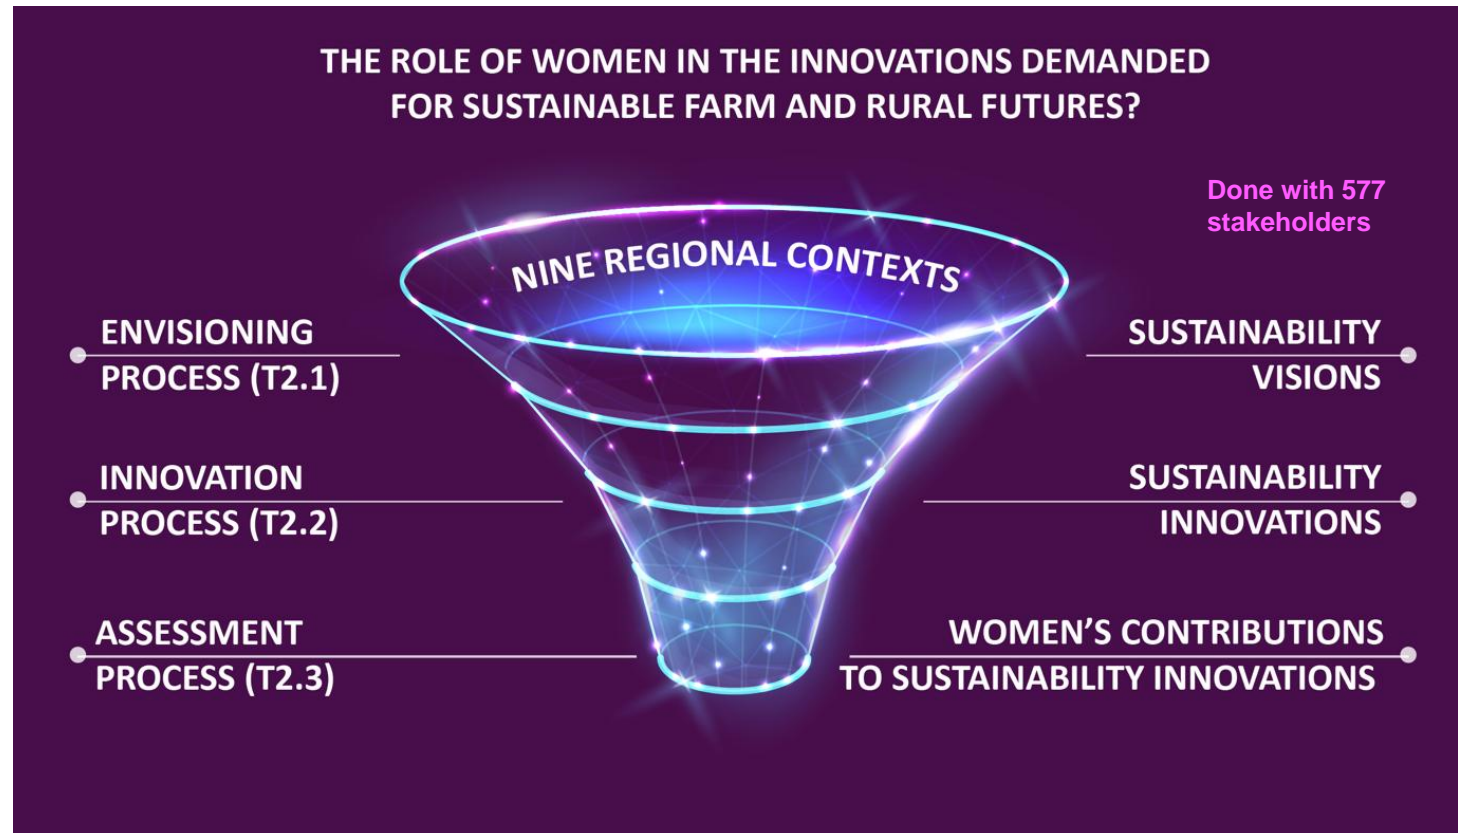 THE ROLE OF WOMEN IN THE INNOVATIONS DEMANDED
FOR SUSTAINABLE FARM AND RURAL FUTURES?
Done with 577
stakeholders
NINE REGIONAL CONTEXTS
ENVISIONING
PROCESS (T2.1)
SUSTAINABILITY
VISIONS
INNOVATION
PROCESS (T2.2)
SUSTAINABILITY
INNOVATIONS
ASSESSMENT
PROCESS (T2.3)
WOMEN’S CONTRIBUTIONS
TO SUSTAINABILITY INNOVATIONS